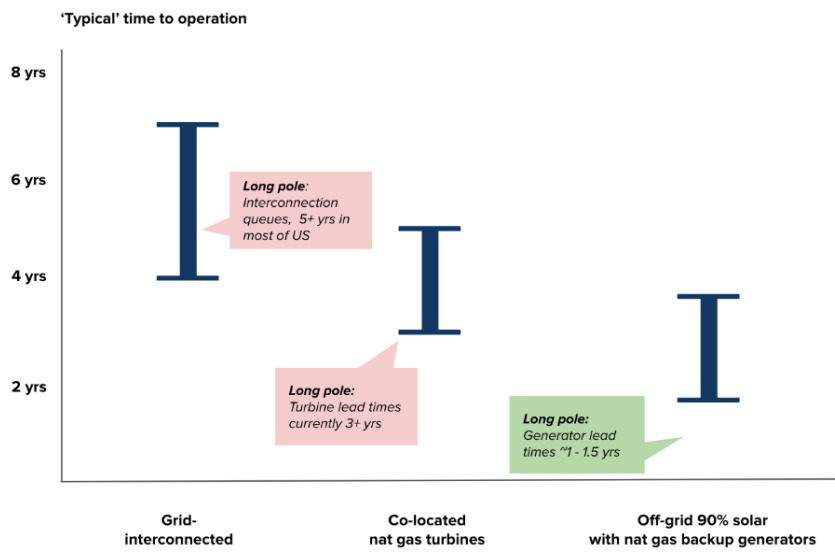 ‘Typical’ time to operation
8 yrs
6 yrs
4 yrs
2 yrs
Long pole:
Interconnection
queues, 5+ yrs in
most of US
Long pole:
Turbine lead times
currently 3+ yrs
Long pole:
Generator lead
times ~1 - 1.5 yrs
Grid-
interconnected
Co-located
nat gas turbines
Off-grid 90% solar
with nat gas backup generators